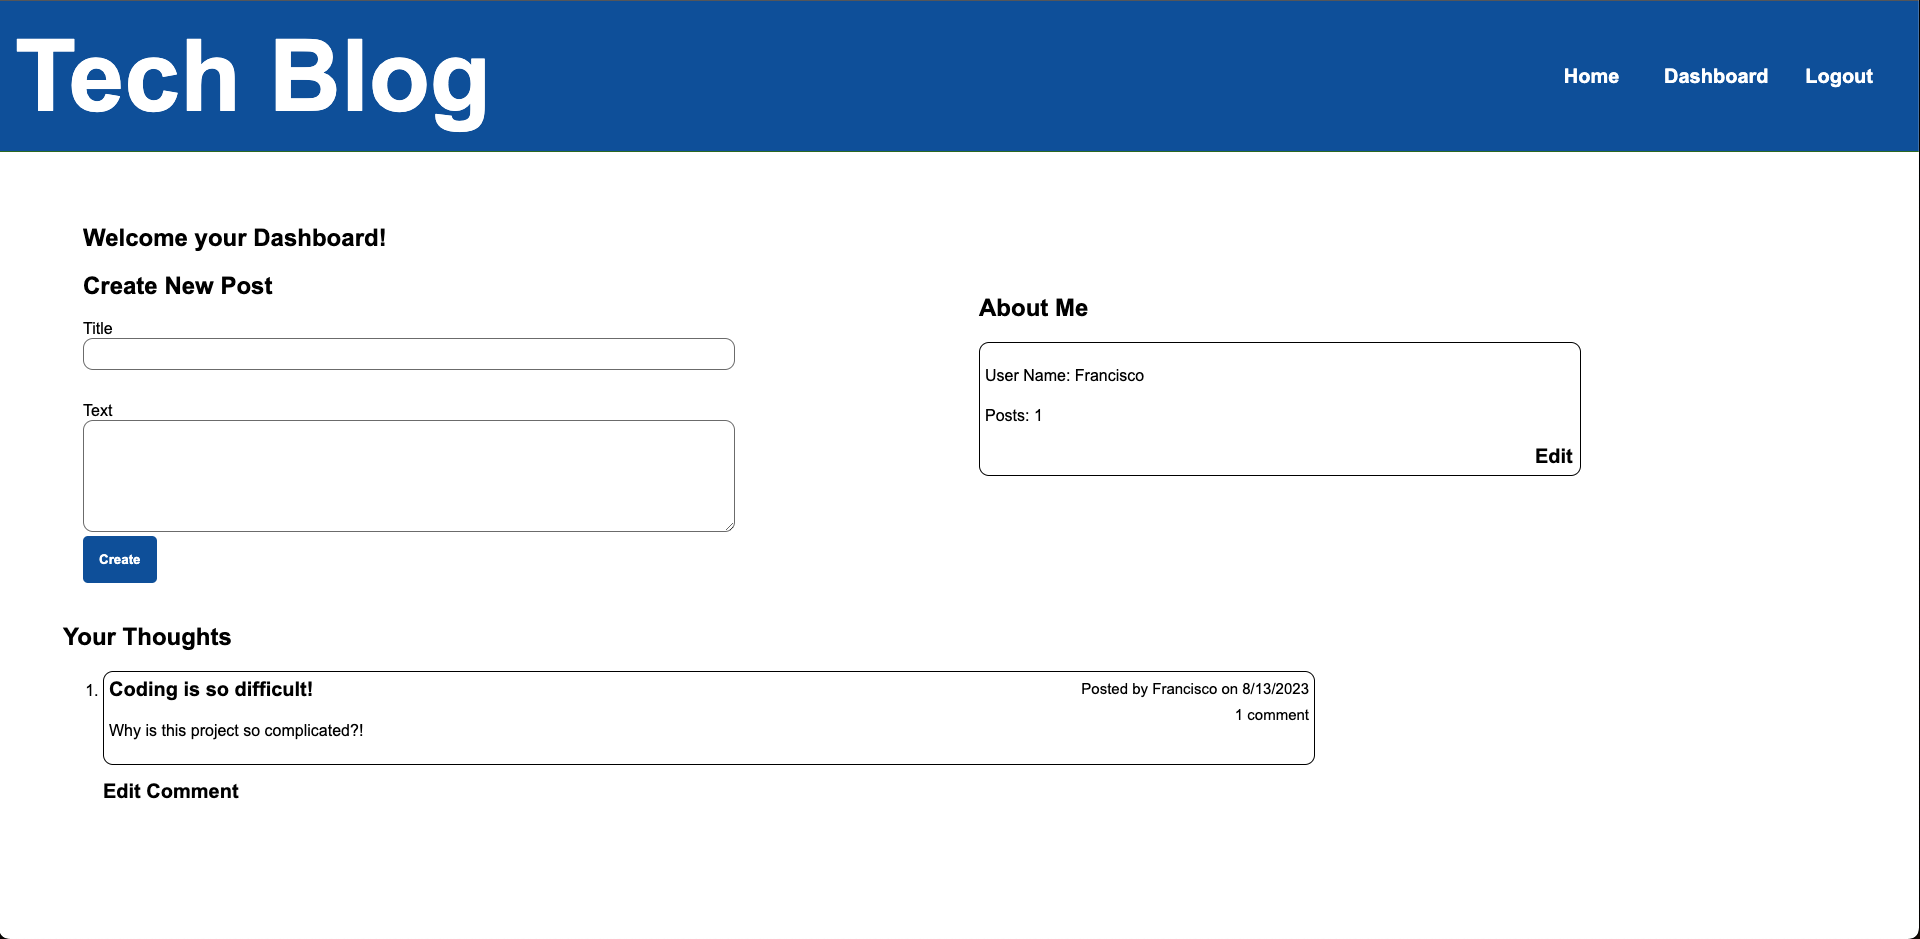 Tech Blog
Home Dashboard Logout
Welcome your Dashboard!
Create New Post
Title
Text
Create
About Me
User Name: Francisco
Posts: 1
Edit
Your Thoughts
1. Coding is so difficult! Posted by Francisco on 8/13/2023
1 comment
Why is this project so complicated?!
Edit Comment